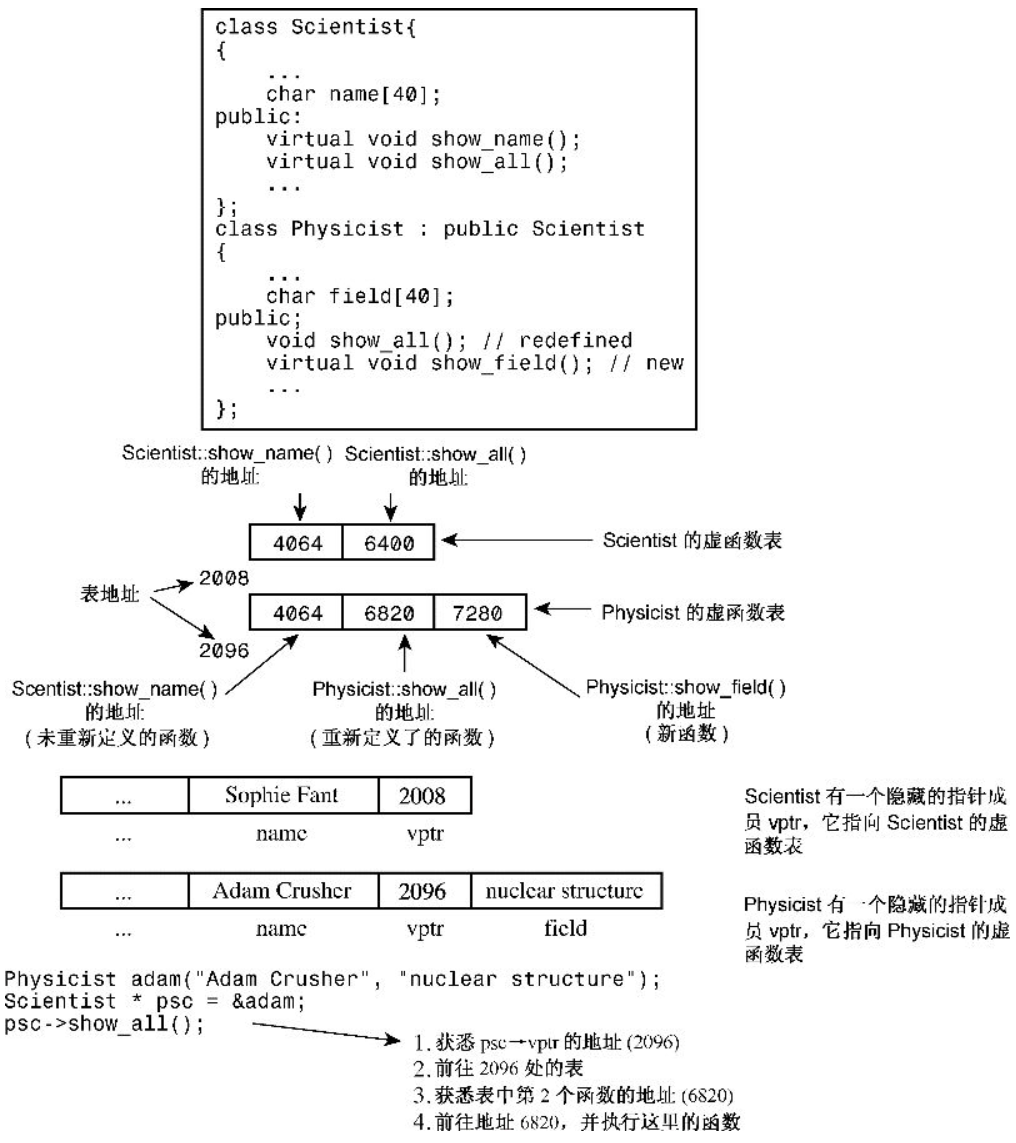 class Scientist{
{
...
char name[40];
public:
virtual void show_name();
virtual void show_all();
...
};
class Physicist : public Scientist
{
...
char field[40];
public;
void show_all(); // redefined
virtual void show_field(); // new
...
};
Scientist::show_name( ) Scientist::show_all( )
的地址 的地址
4064 6400 Scientist 的虚函数表
表地址 2008
4064 6820 7280 Physicist 的虚函数表
2096
Scentist::show_name( ) Physicist::show_all( ) Physicist::show_field( )
的地址 的地址 的地址
( 未重新定义的函数 ) ( 重新定义了的函数 ) ( 新函数 )
... Sophie Fant 2008
... name vptr
Scientist 有一个隐藏的指针成
员 vptr，它指向 Scientist 的虚
函数表
... Adam Crusher 2096 nuclear structure
... name vptr field
Physicist 有一个隐藏的指针成
员 vptr，它指向 Physicist 的虚
函数表
Physicist adam("Adam Crusher", "nuclear structure");
Scientist * psc = &adam;
psc->show_all();
1. 获悉 psc→vptr 的地址 (2096)
2. 前往 2096 处的表
3. 获悉表中第 2 个函数的地址 (6820)
4. 前往地址 6820，并执行这里的函数